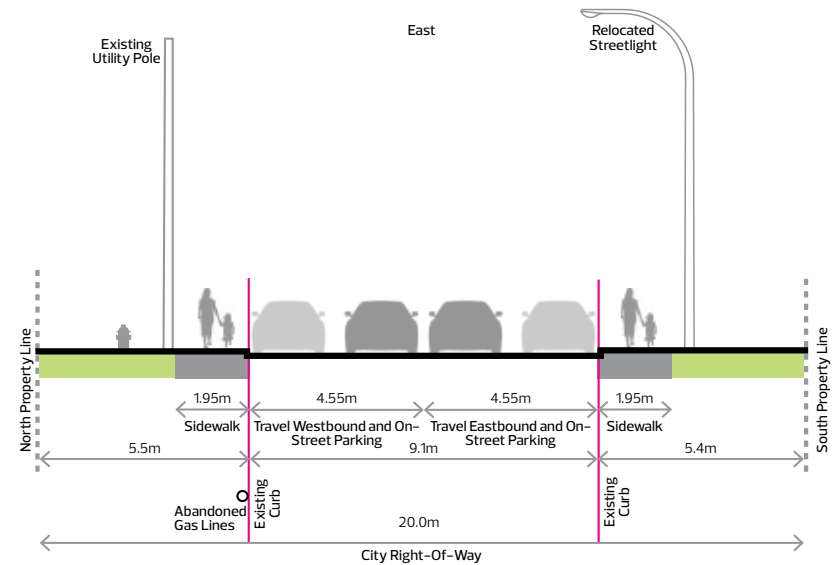 East
Existing
Utility Pole
Relocated
Streetlight
North Property Line
South Property Line
1.95m
4.55m
4.55m
1.95m
Sidewalk
Travel Westbound and On-
Street Parking
Travel Eastbound and On-
Street Parking
Sidewalk
5.5m
9.1m
5.4m
Abandoned
Gas Lines
Existing
Curb
Existing
Curb
20.0m
City Right-Of-Way